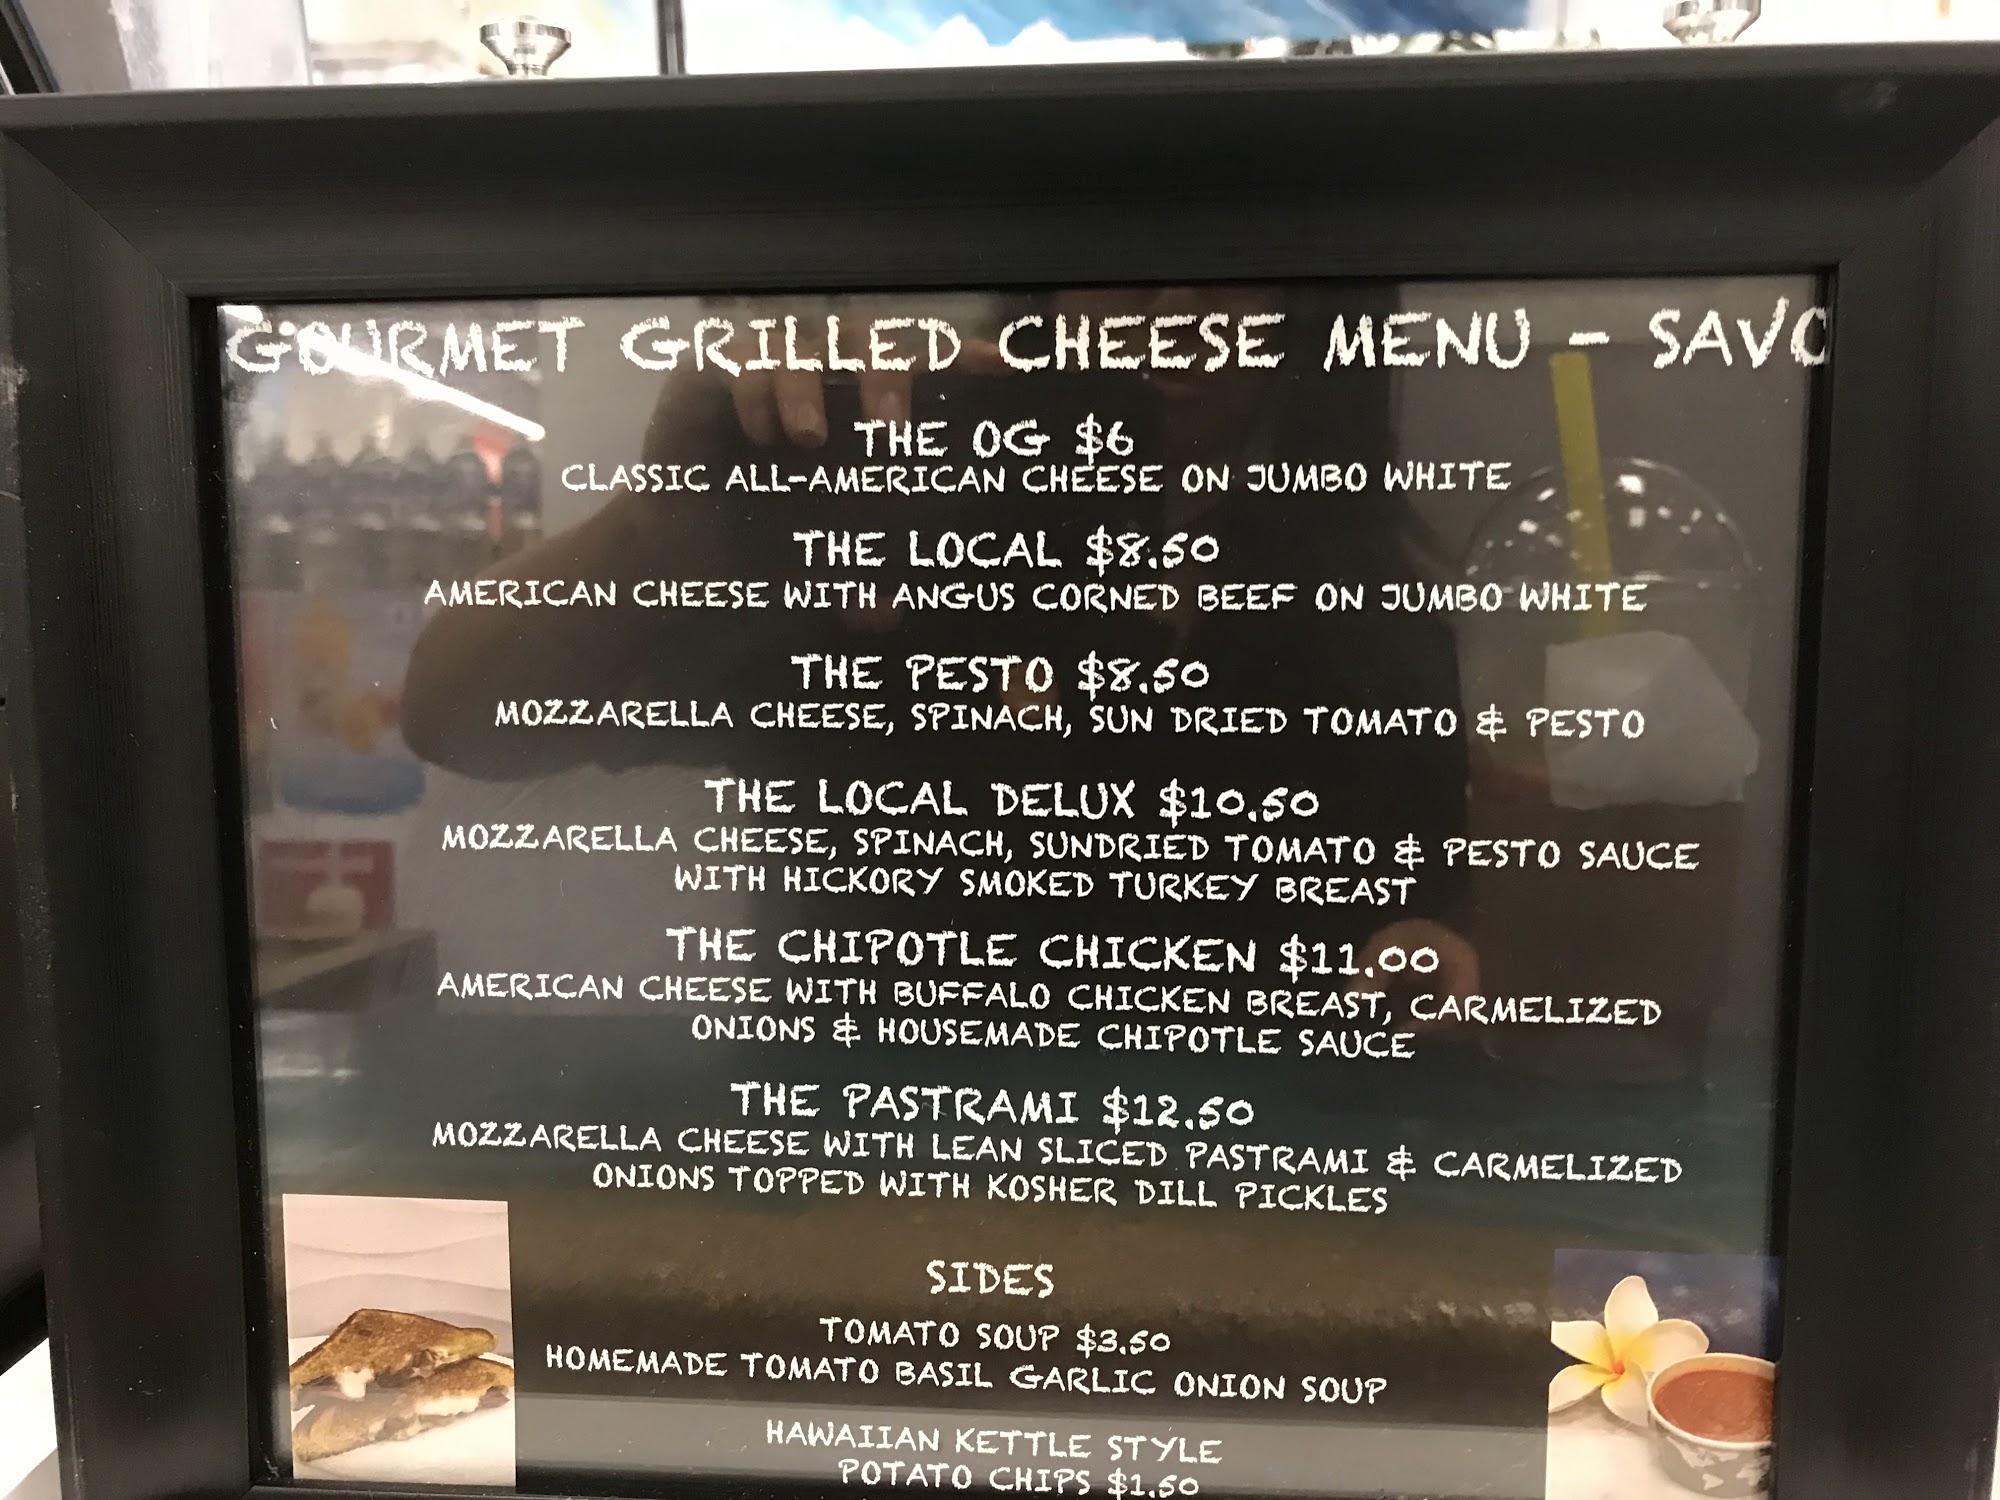 GOURMET GRILLED CHEESE MENU - SAVO
THE OG $6
CLASSIC ALL-AMERICAN CHEESE ON JUMBO WHITE
THE LOCAL $8.50
AMERICAN CHEESE WITH ANGUS CORNED BEEF ON JUMBO WHITE
THE PESTO $8.50
MOZZARELLA CHEESE, SPINACH, SUN DRIED TOMATO & PESTO
THE LOCAL DELUX $10.50
MOZZARELLA CHEESE, SPINACH, SUNDRIED TOMATO & PESTO SAUCE
WITH HICKORY SMOKED TURKEY BREAST
THE CHIPOTLE CHICKEN $11.00
AMERICAN CHEESE WITH BUFFALO CHICKEN BREAST, CARMELIZED
ONIONS & HOUSEMADE CHIPOTLE SAUCE
THE PASTRAMI $12.50
MOZZARELLA CHEESE WITH LEAN SLICED PASTRAMI & CARMELIZED
ONIONS TOPPED WITH KOSHER DILL PICKLES
SIDES
TOMATO SOUP $3.50
HOMEMADE TOMATO BASIL GARLIC ONION SOUP
HAWAIIAN KETTLE STYLE
POTATO CHIPS $1.50